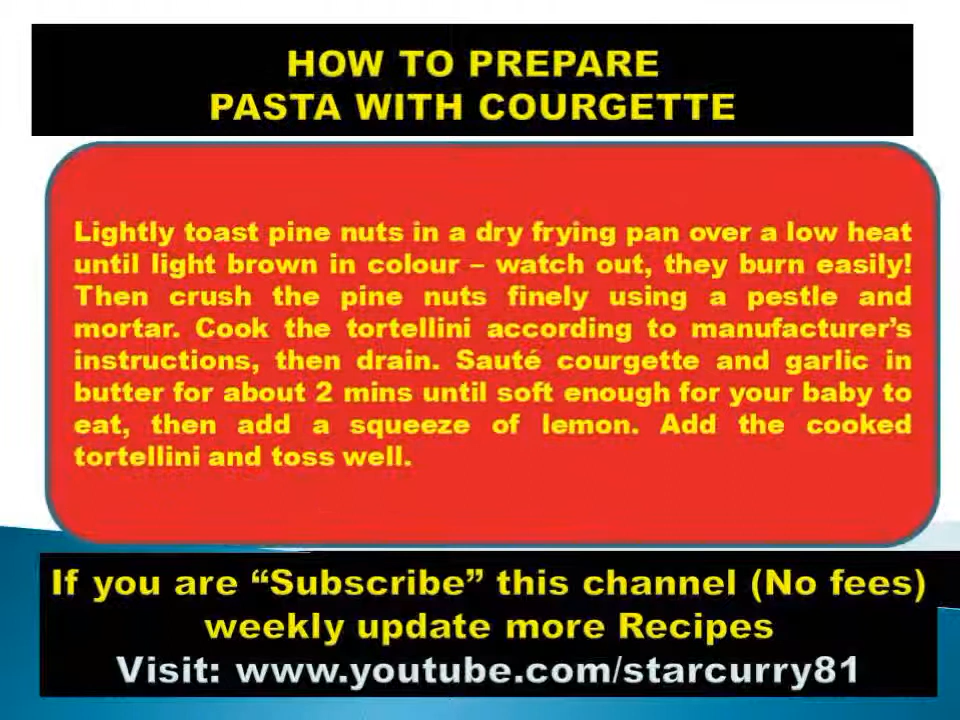 HOW TO PREPARE
PASTA WITH COURGETTE
Lightly toast pine nuts in a dry frying pan over a low heat
until light brown in colour – watch out, they burn easily!
Then crush the pine nuts finely using a pestle and
mortar. Cook the tortellini according to manufacturer’s
instructions, then drain. Sauté courgette and garlic in
butter for about 2 mins until soft enough for your baby to
eat, then add a squeeze of lemon. Add the cooked
tortellini and toss well.
If you are “Subscribe” this channel (No fees)
weekly update more Recipes
Visit: www.youtube.com/starcurry81